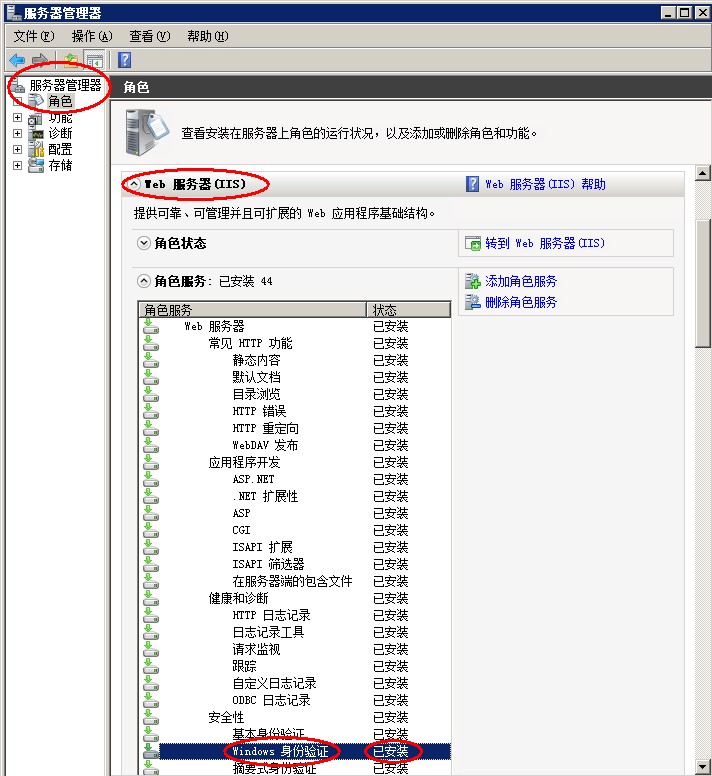 服务器管理器
文件(F) 操作(A) 查看(V) 帮助(H)
服务器管理器
角色
功能
诊断
配置
存储
角色
查看安装在服务器上角色的运行状况，以及添加或删除角色和功能。
Web 服务器(IIS)
Web 服务器(IIS) 帮助
提供可靠、可管理并且可扩展的 Web 应用程序基础结构。
角色状态
转到 Web 服务器(IIS)
角色服务: 已安装 44
添加角色服务
删除角色服务
角色服务 状态
Web 服务器 已安装
常见 HTTP 功能 已安装
静态内容 已安装
默认文档 已安装
目录浏览 已安装
HTTP 错误 已安装
HTTP 重定向 已安装
WebDAV 发布 已安装
应用程序开发 已安装
ASP.NET 已安装
.NET 扩展性 已安装
ASP 已安装
CGI 已安装
ISAPI 扩展 已安装
ISAPI 筛选器 已安装
在服务器端的包含文件 已安装
健康和诊断 已安装
HTTP 日志记录 已安装
日志记录工具 已安装
请求监视 已安装
跟踪 已安装
自定义日志记录 已安装
ODBC 日志记录 已安装
安全性 已安装
基本身份验证 已安装
Windows 身份验证 已安装
摘要式身份验证 已安装